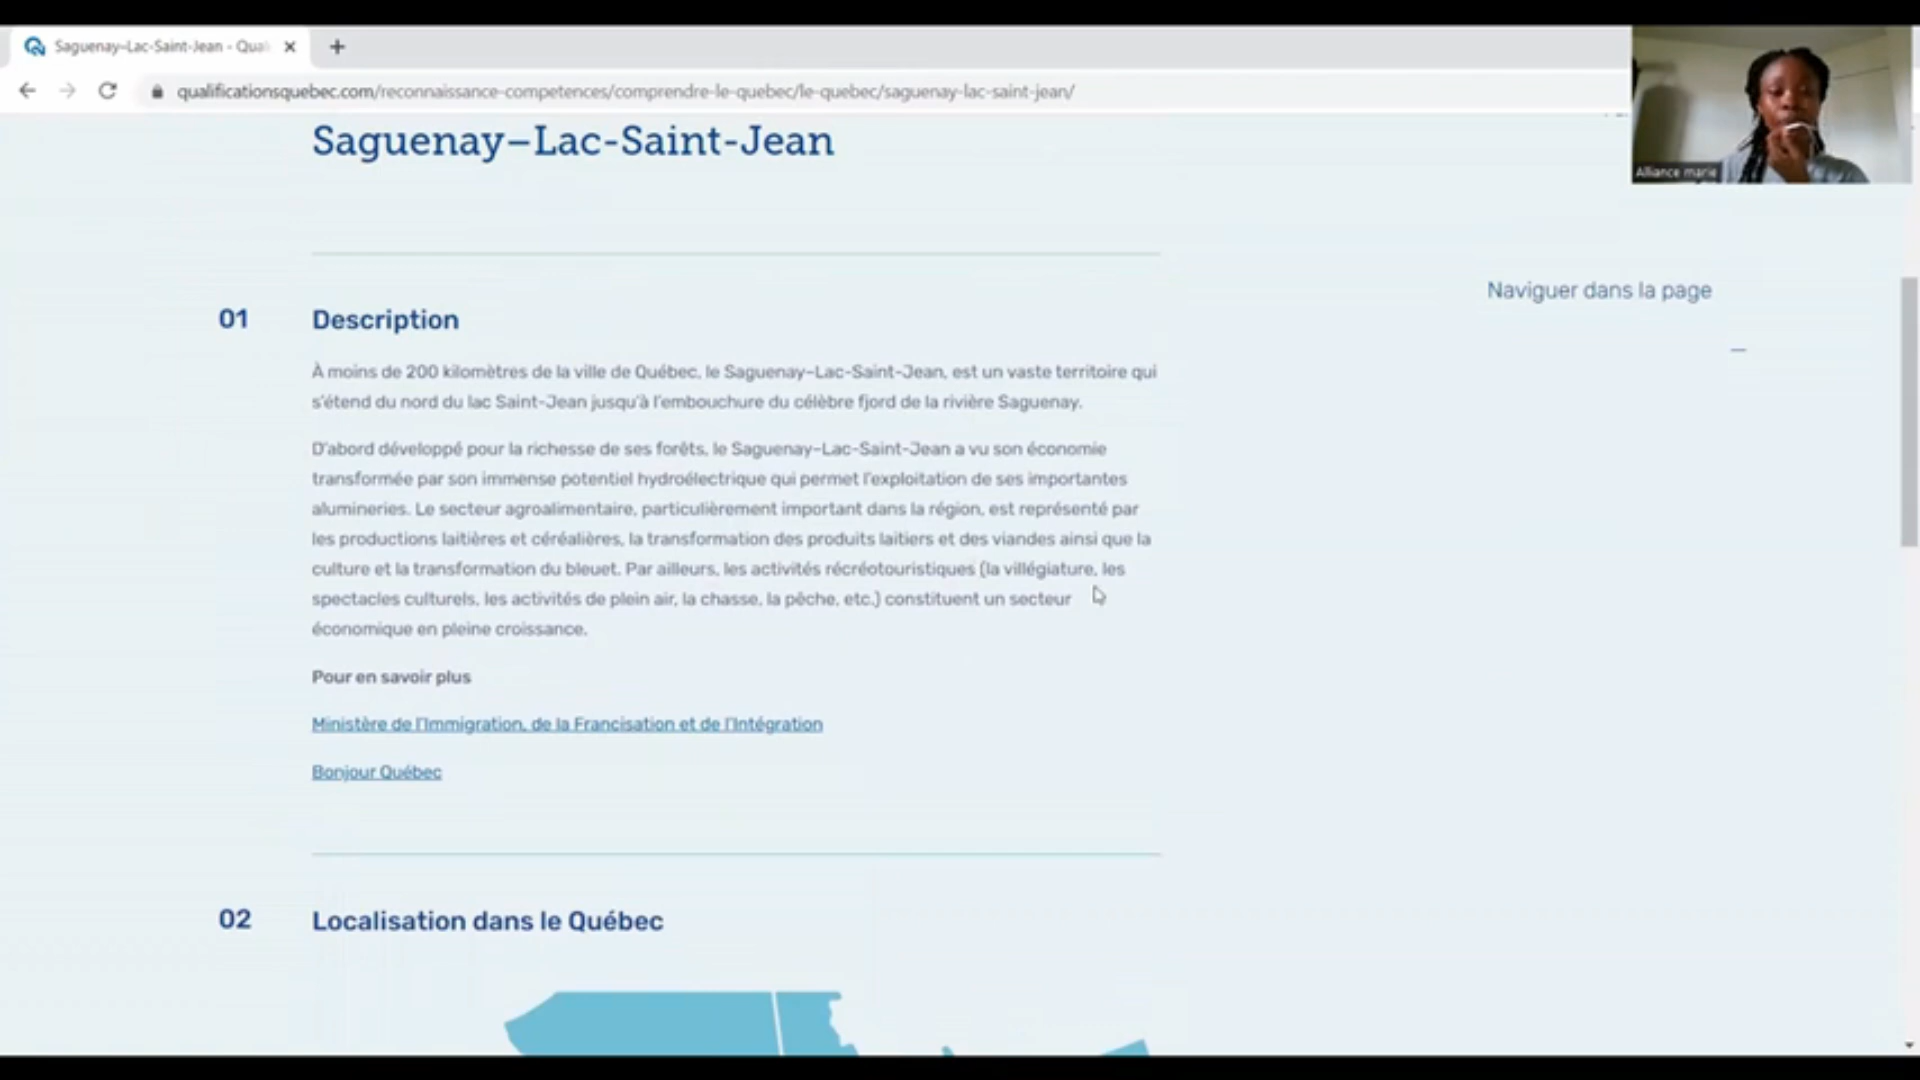 Saguenay–Lac-Saint-Jean - Qua
qualificationsquebec.com/reconnaissance-competences/comprendre-le-quebec/le-quebec/saguenay-lac-saint-jean/
Alliance marie
Saguenay–Lac-Saint-Jean
Naviguer dans la page
01 Description
À moins de 200 kilomètres de la ville de Québec, le Saguenay–Lac-Saint-Jean, est un vaste territoire qui
s'étend du nord du lac Saint-Jean jusqu'à l'embouchure du célèbre fjord de la rivière Saguenay.
D'abord développé pour la richesse de ses forêts, le Saguenay–Lac-Saint-Jean a vu son économie
transformée par son immense potentiel hydroélectrique qui permet l'exploitation de ses importantes
alumineries. Le secteur agroalimentaire, particulièrement important dans la région, est représenté par
les productions laitières et céréalières, la transformation des produits laitiers et des viandes ainsi que la
culture et la transformation du bleuet. Par ailleurs, les activités récréotouristiques (la villégiature, les
spectacles culturels, les activités de plein air, la chasse, la pêche, etc.) constituent un secteur
économique en pleine croissance.
Pour en savoir plus
Ministère de l'Immigration, de la Francisation et de l'Intégration
Bonjour Québec
02 Localisation dans le Québec